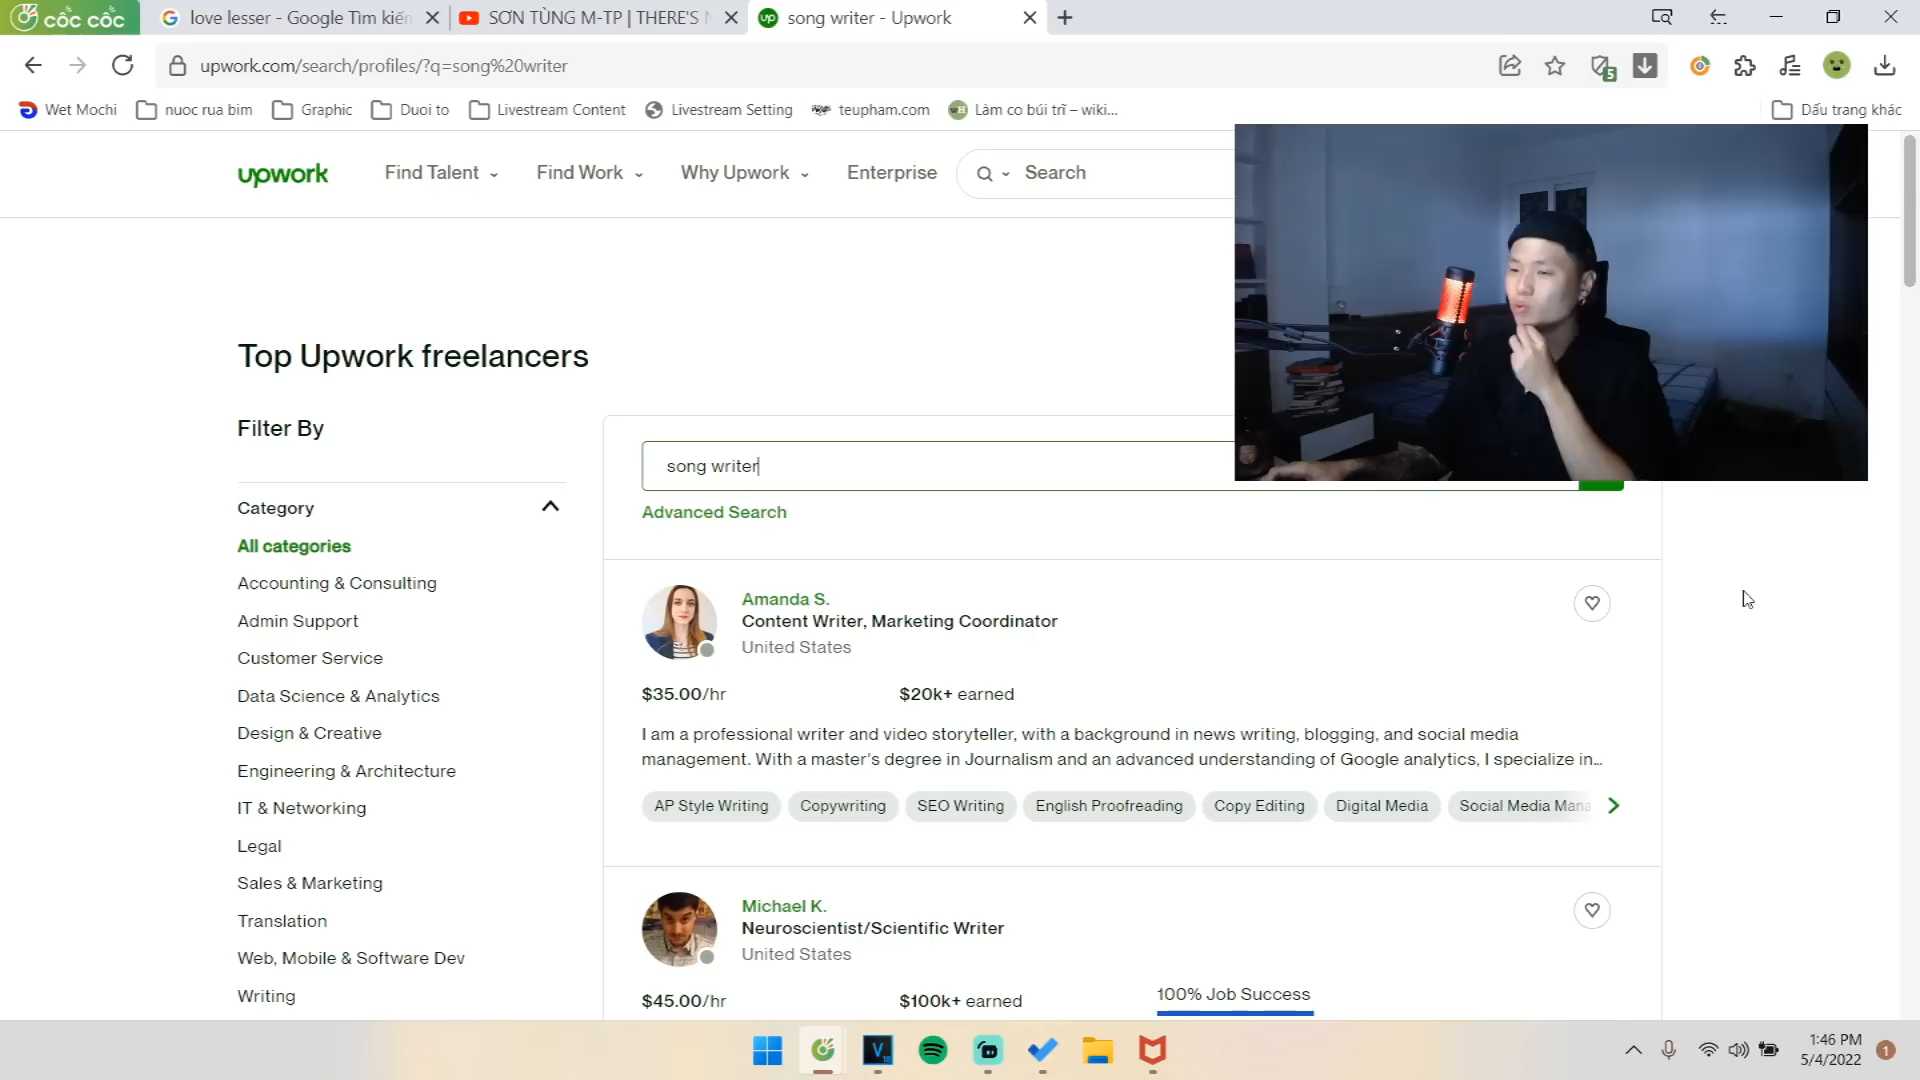 cốc cốc
love lesser - Google Tìm kiến
SƠN TÙNG M-TP | THERE'S
song writer - Upwork
upwork.com/search/profiles/?q=song%20writer
5
Wet Mochi
nuoc rua bim
Graphic
Duoi to
Livestream Content
Livestream Setting
teupham.com
Làm co búi trĩ – wiki...
Dấu trang khác
upwork
Find Talent
Find Work
Why Upwork
Enterprise
Search
Top Upwork freelancers
Filter By
song writer
Advanced Search
Category
All categories
Accounting & Consulting
Admin Support
Customer Service
Data Science & Analytics
Design & Creative
Engineering & Architecture
IT & Networking
Legal
Sales & Marketing
Translation
Web, Mobile & Software Dev
Writing
Amanda S.
Content Writer, Marketing Coordinator
United States
$35.00/hr
$20k+ earned
I am a professional writer and video storyteller, with a background in news writing, blogging, and social media
management. With a master's degree in Journalism and an advanced understanding of Google analytics, I specialize in...
AP Style Writing
Copywriting
SEO Writing
English Proofreading
Copy Editing
Digital Media
Social Media Mana
Michael K.
Neuroscientist/Scientific Writer
United States
$45.00/hr
$100k+ earned
100% Job Success
1:46 PM
5/4/2022
1